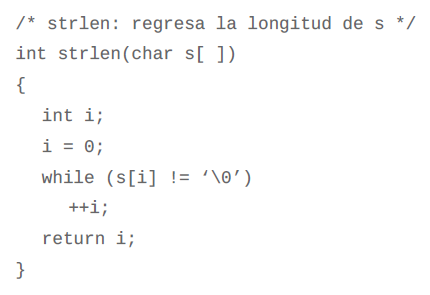 /* strlen: regresa la longitud de s */
int strlen(char s[ ])
{
int i;
i = 0;
while (s[i] != ‘\0’)
++i;
return i;
}